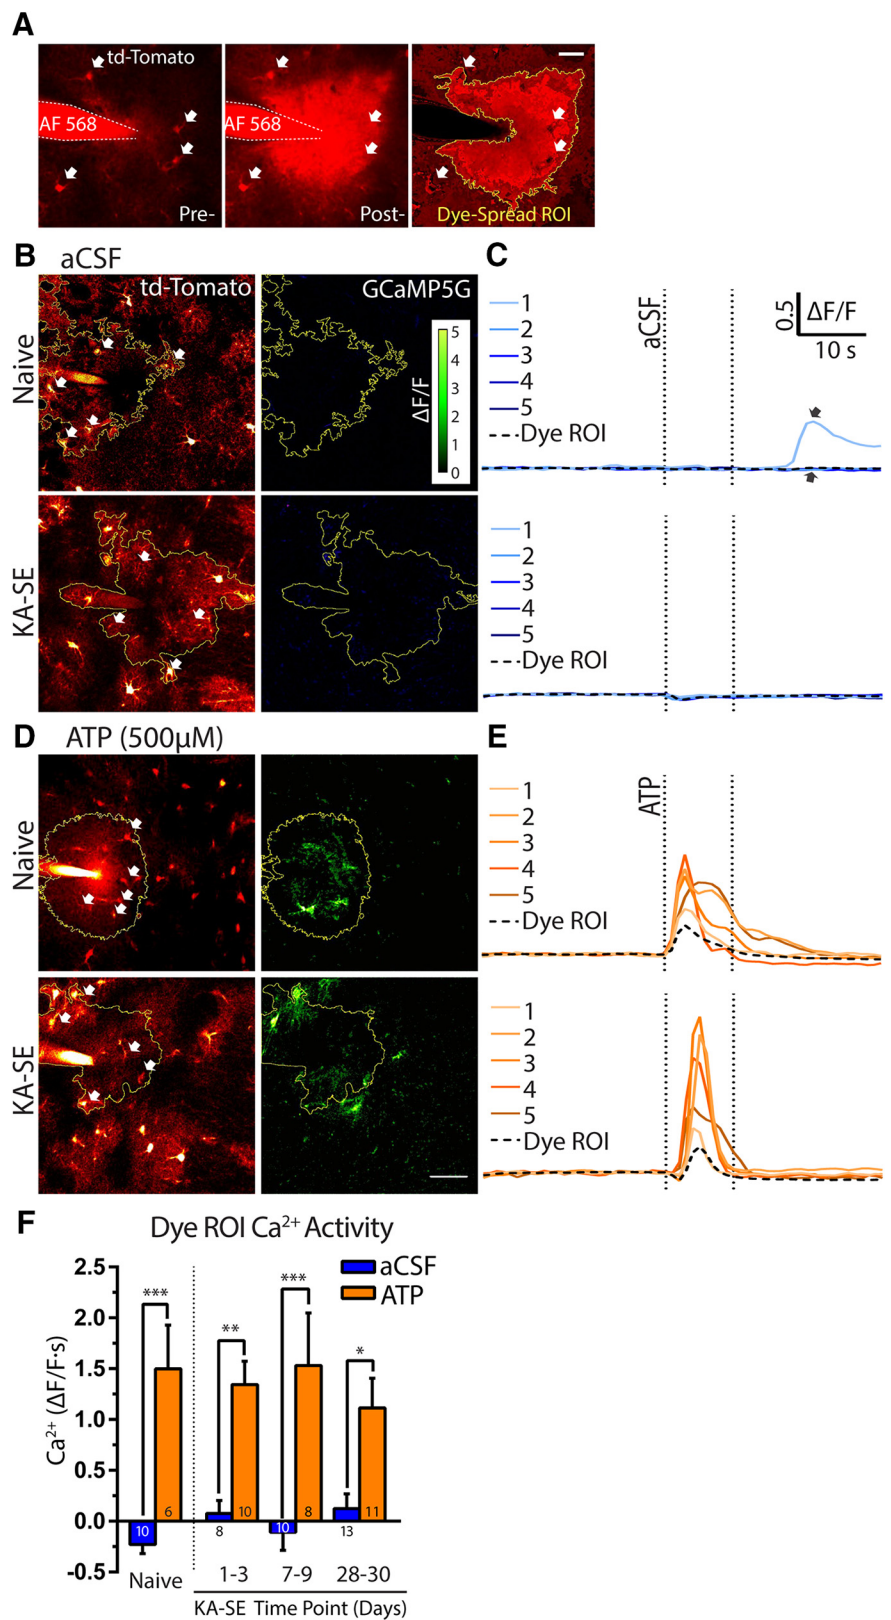 A
td-Tomato
AF 568
Pre-
AF 568
Post-
Dye-Spread ROI
B
aCSF
Naive
td-Tomato
GCaMP5G
5
4
3
2
1
0
ΔF/F
KA-SE
C
1
2
3
4
5
Dye ROI
aCSF
0.5
ΔF/F
10 s
1
2
3
4
5
Dye ROI
D
ATP (500µM)
Naive
KA-SE
E
1
2
3
4
5
Dye ROI
ATP
1
2
3
4
5
Dye ROI
F
Dye ROI Ca²⁺ Activity
aCSF
ATP
Ca²⁺ (ΔF/F·s)
2.5
2.0
1.5
1.0
0.5
0.0
-0.5
***
**
***
*
10
6
8
10
10
8
13
11
Naive
1-3
7-9
28-30
KA-SE Time Point (Days)